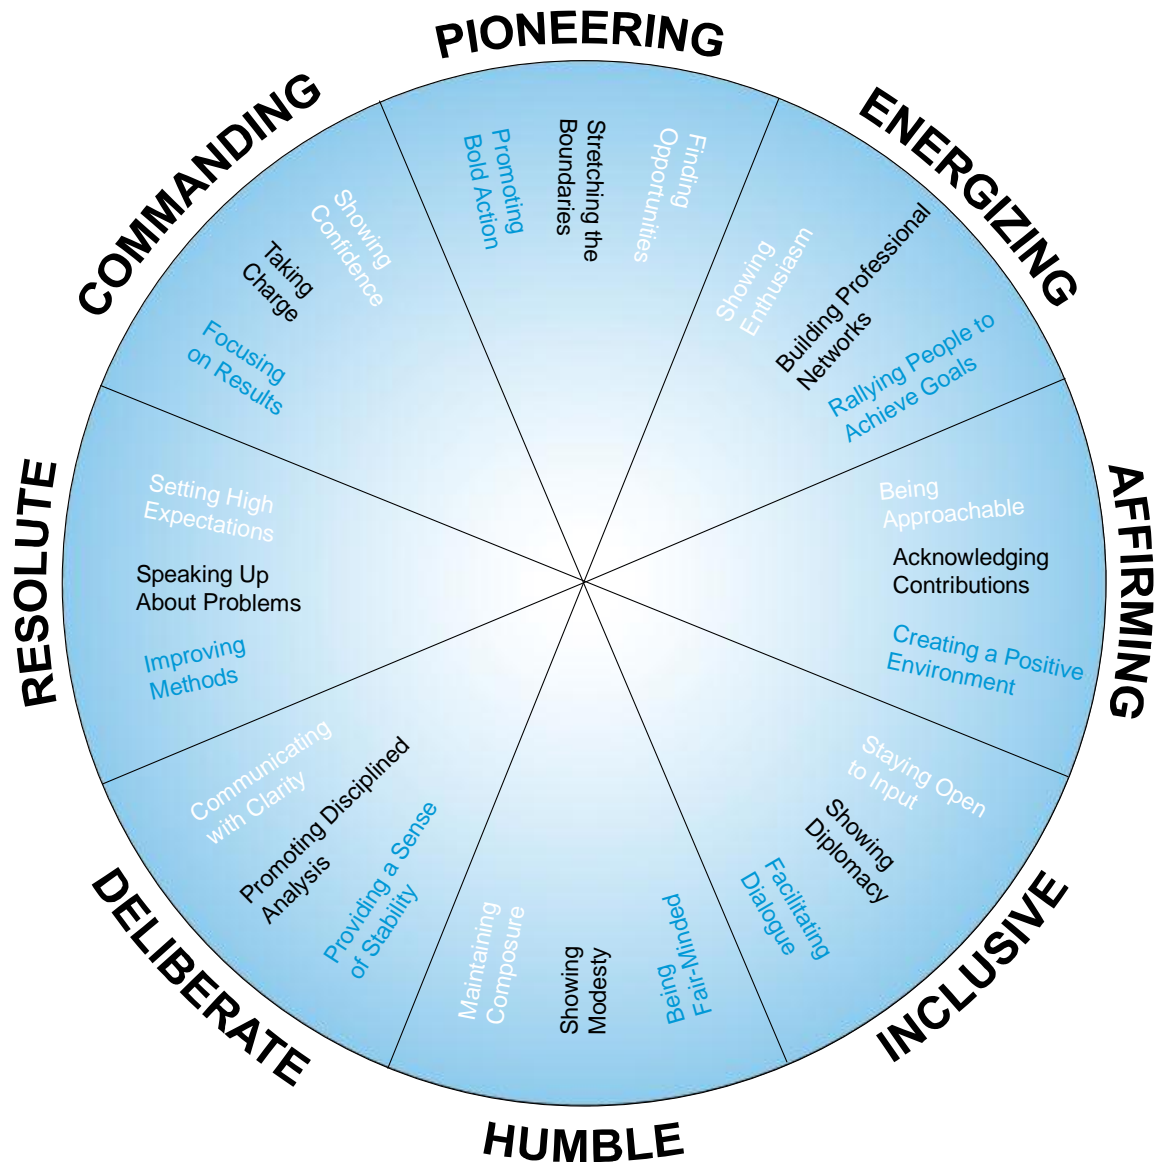 PIONEERING
Promoting
Bold Action
Stretching the
Boundaries
Finding
Opportunities
ENERGIZING
Showing
Enthusiasm
Building Professional
Networks
Rallying People to
Achieve Goals
AFFIRMING
Being
Approachable
Acknowledging
Contributions
Creating a Positive
Environment
INCLUSIVE
Staying Open
to Input
Showing
Diplomacy
Facilitating
Dialogue
HUMBLE
Being
Fair-Minded
Showing
Modesty
Maintaining
Composure
DELIBERATE
Providing a Sense
of Stability
Promoting Disciplined
Analysis
Communicating
with Clarity
RESOLUTE
Improving
Methods
Speaking Up
About Problems
Setting High
Expectations
COMMANDING
Focusing
on Results
Taking
Charge
Showing
Confidence